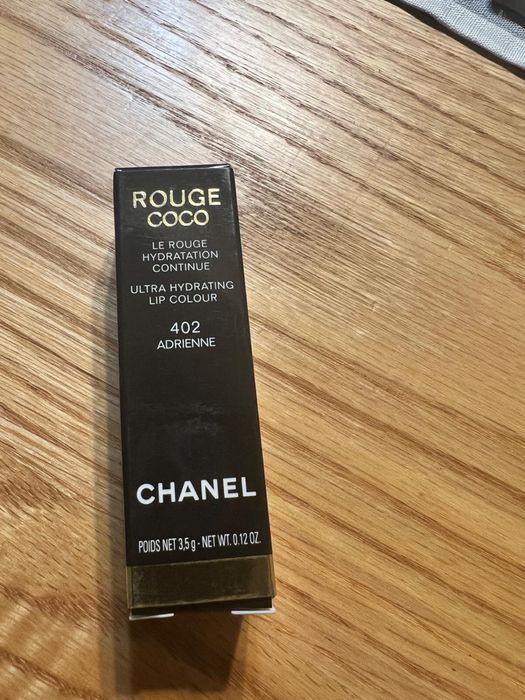 ROUGE
COCO
LE ROUGE
HYDRATATION
CONTINUE
ULTRA HYDRATING
LIP COLOUR
402
ADRIENNE
CHANEL
POIDS NET 3,5 g - NET WT. 0.12 OZ.